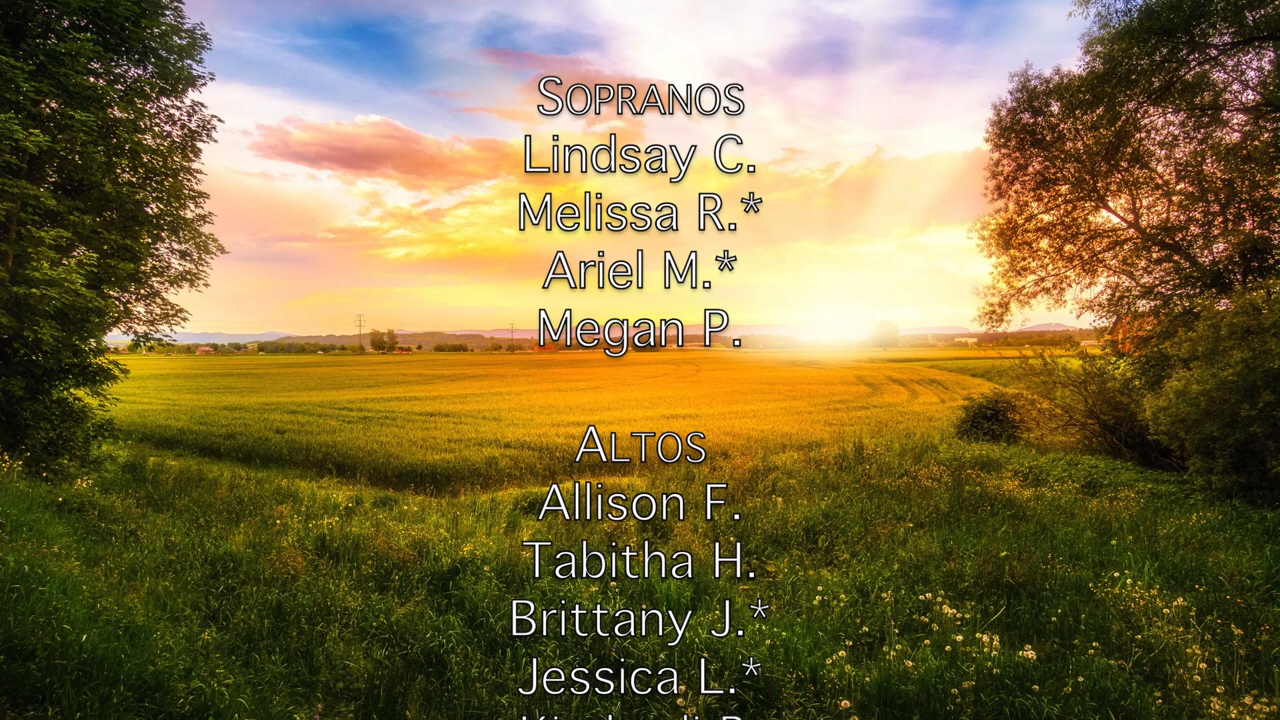 SOPRANOS
Lindsay C.
Melissa R.*
Ariel M.*
Megan P.
ALTOS
Allison F.
Tabitha H.
Brittany J.*
Jessica L.*